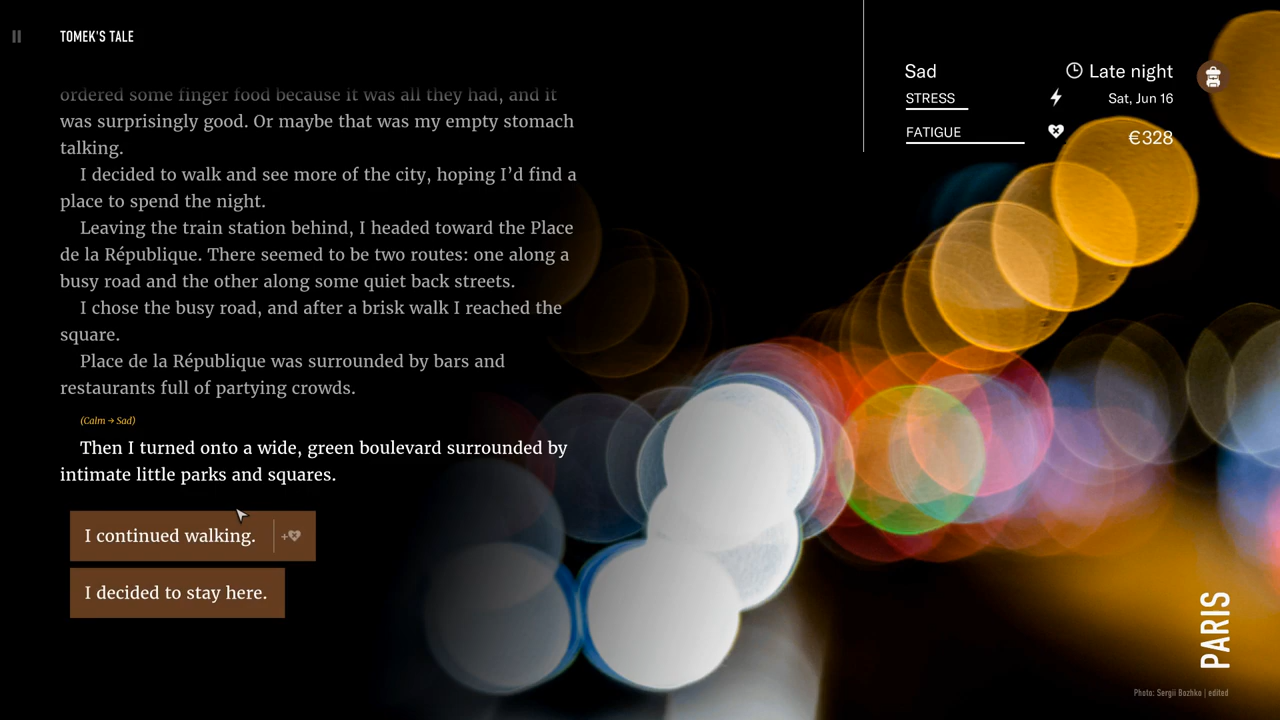 TOMEK'S TALE
ordered some finger food because it was all they had, and it
was surprisingly good. Or maybe that was my empty stomach
talking.
I decided to walk and see more of the city, hoping I’d find a
place to spend the night.
Leaving the train station behind, I headed toward the Place
de la République. There seemed to be two routes: one along a
busy road and the other along some quiet back streets.
I chose the busy road, and after a brisk walk I reached the
square.
Place de la République was surrounded by bars and
restaurants full of partying crowds.
(Calm → Sad)
Then I turned onto a wide, green boulevard surrounded by
intimate little parks and squares.
I continued walking. +
I decided to stay here.
Sad
Late night
STRESS
Sat, Jun 16
FATIGUE
€328
PARIS
Photo: Sergii Bozhko | edited